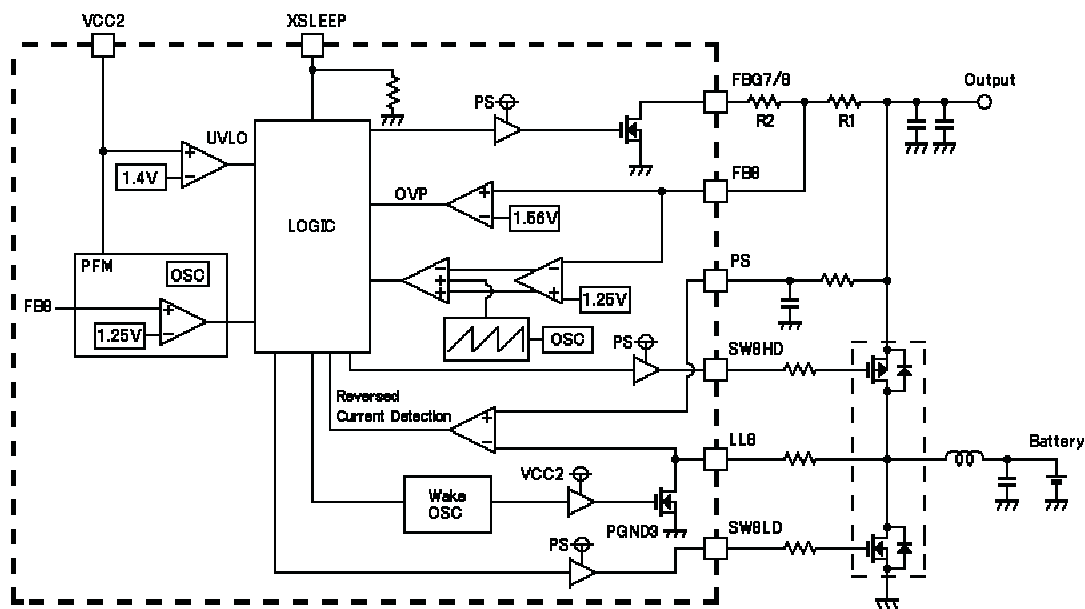 VCC2
XSLEEP
FBG7/8
Output
PS
R2
R1
UVLO
1.4V
FB8
OVP
1.56V
LOGIC
PFM
OSC
PS
FB8
1.25V
1.25V
OSC
PS
SW8HD
Reversed
Current Detection
LL8
Battery
VCC2
Wake
OSC
PGND3
SW8LD
PS